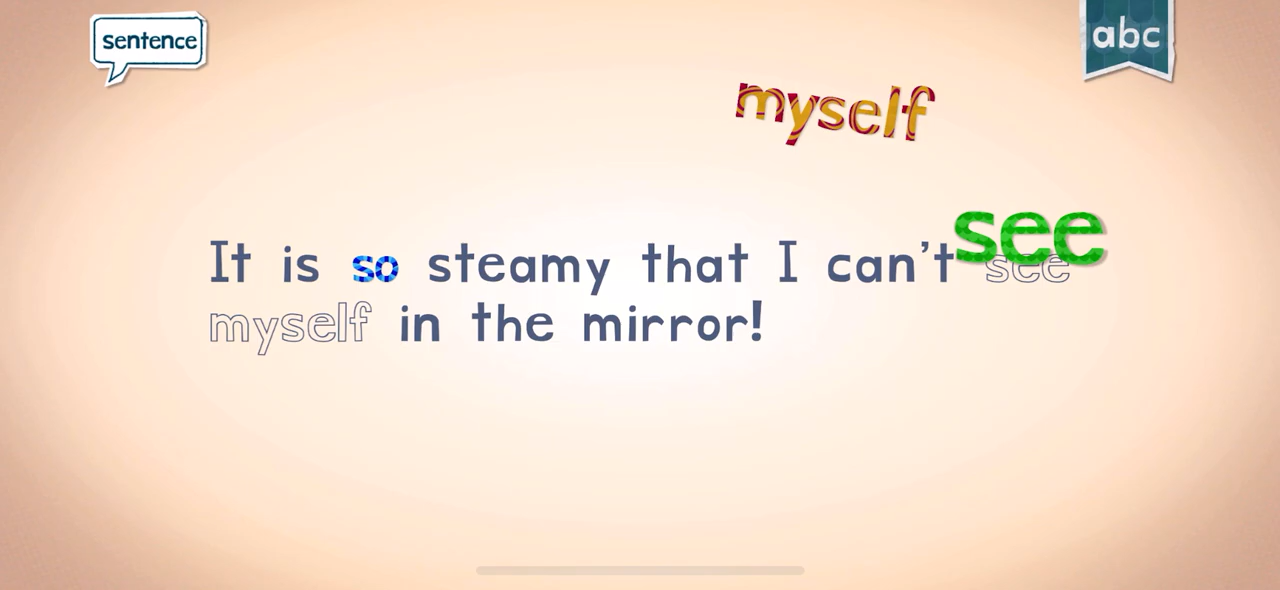 sentence
abc
myself
see
It is so steamy that I can't see
myself in the mirror!